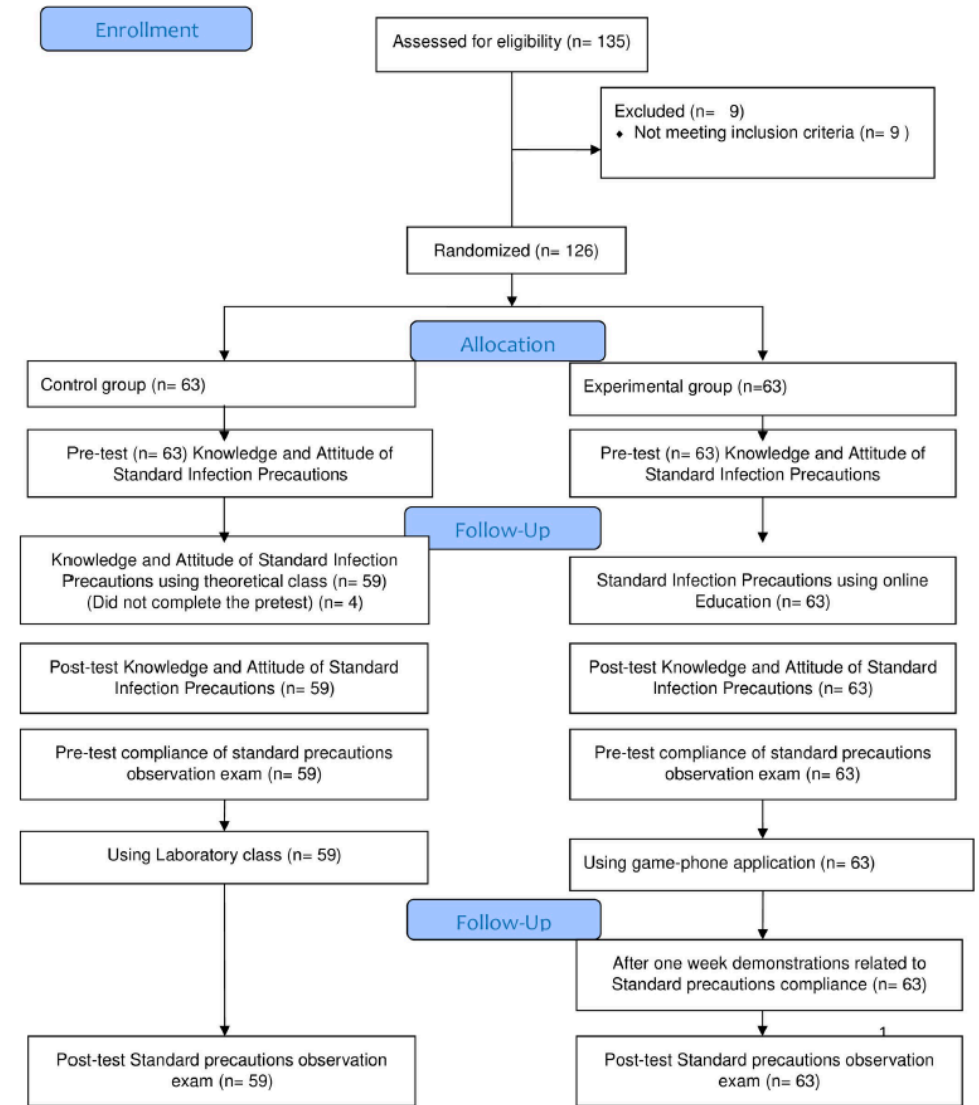 Enrollment
Assessed for eligibility (n= 135)
Excluded (n=   9)
♦ Not meeting inclusion criteria (n= 9 )
Randomized (n= 126)
Allocation
Control group (n= 63)
Experimental group (n=63)
Pre-test (n= 63) Knowledge and Attitude of
Standard Infection Precautions
Pre-test (n= 63) Knowledge and Attitude of
Standard Infection Precautions
Follow-Up
Knowledge and Attitude of Standard Infection
Precautions using theoretical class (n= 59)
(Did not complete the pretest) (n= 4)
Standard Infection Precautions using online
Education (n= 63)
Post-test Knowledge and Attitude of Standard
Infection Precautions (n= 59)
Post-test Knowledge and Attitude of Standard
Infection Precautions (n= 63)
Pre-test compliance of standard precautions
observation exam (n= 59)
Pre-test compliance of standard precautions
observation exam (n= 63)
Using Laboratory class (n= 59)
Using game-phone application (n= 63)
Follow-Up
After one week demonstrations related to
Standard precautions compliance (n= 63)
1
Post-test Standard precautions observation
exam (n= 59)
Post-test Standard precautions observation
exam (n= 63)